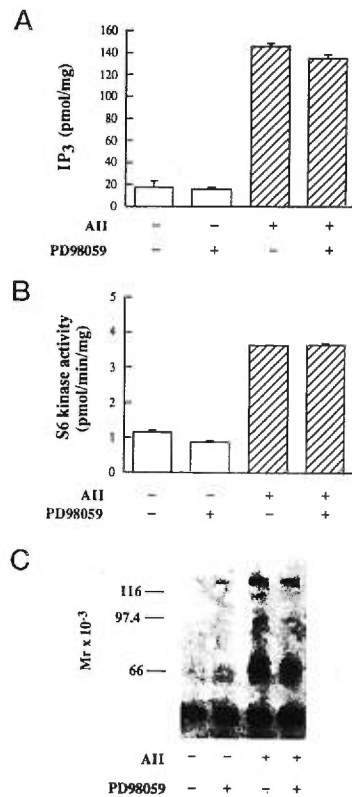 A
IP3 (pmol/mg)
160
140
120
100
80
60
40
20
0
AII - - + +
PD98059 - + - +
B
S6 kinase activity
(pmol/min/mg)
5
4
3
2
1
0
AII - - + +
PD98059 - + - +
C
Mr x 10-3
116
97.4
66
AII - - + +
PD98059 - + - +